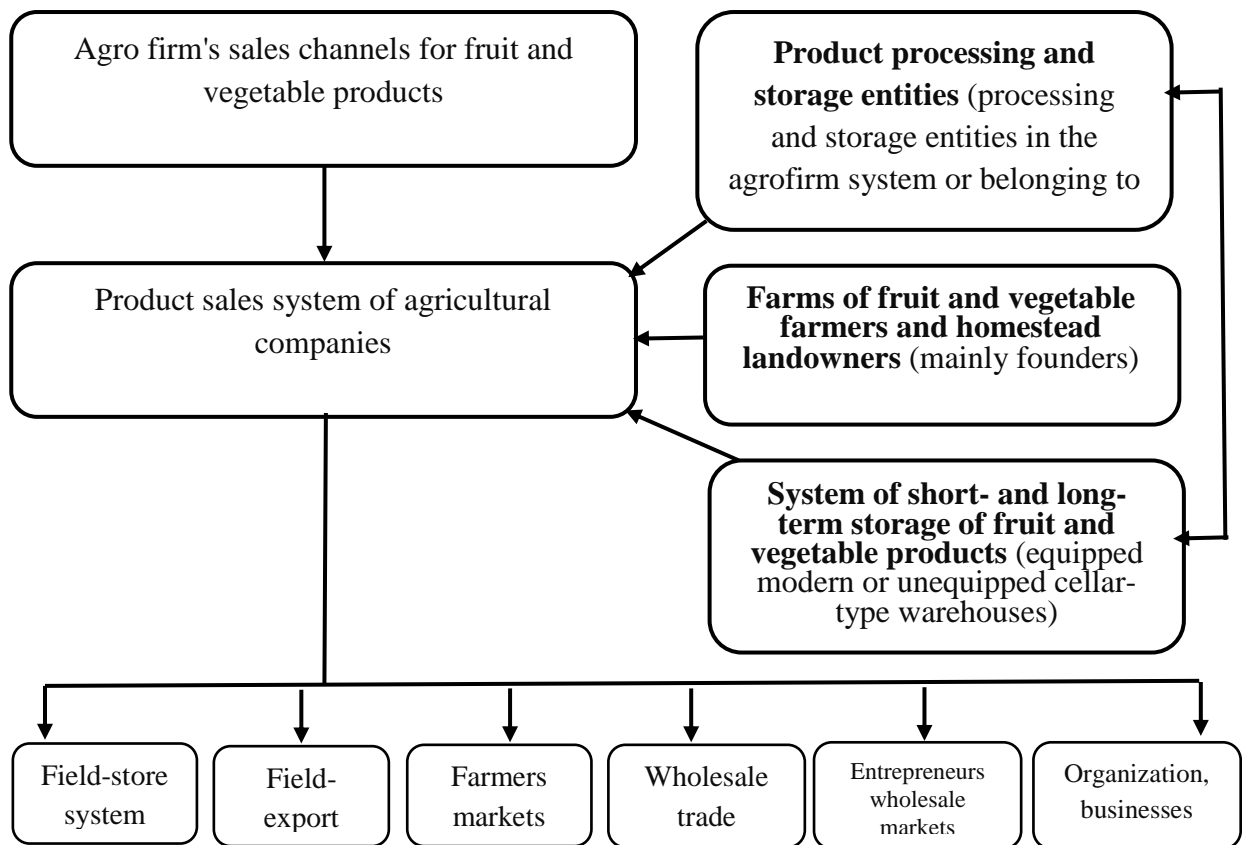 Agro firm's sales channels for fruit and
vegetable products
Product processing and
storage entities (processing
and storage entities in the
agrofirm system or belonging to
Product sales system of agricultural
companies
Farms of fruit and vegetable
farmers and homestead
landowners (mainly founders)
System of short- and long-
term storage of fruit and
vegetable products (equipped
modern or unequipped cellar-
type warehouses)
Field-store
system
Field-
export
Farmers
markets
Wholesale
trade
Entrepreneurs
wholesale
markets
Organization,
businesses